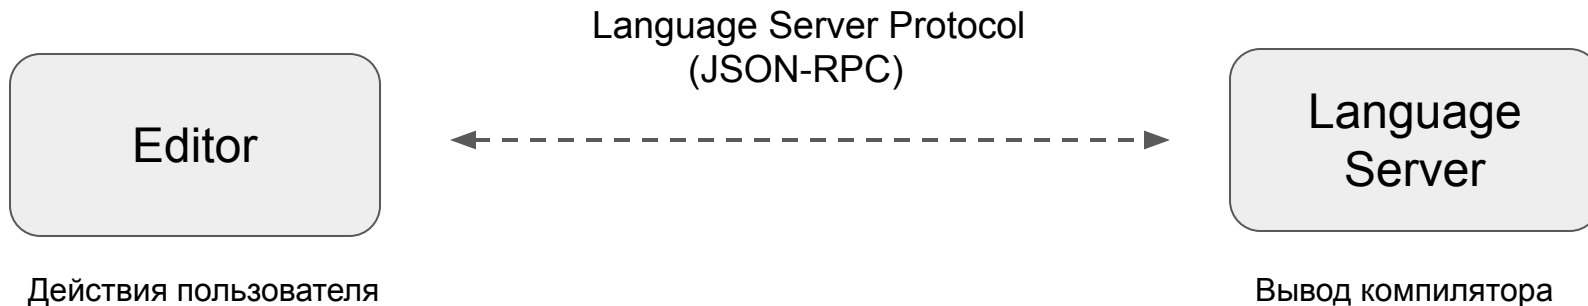 Language Server Protocol
(JSON-RPC)
Editor
Language
Server
Действия пользователя
Вывод компилятора